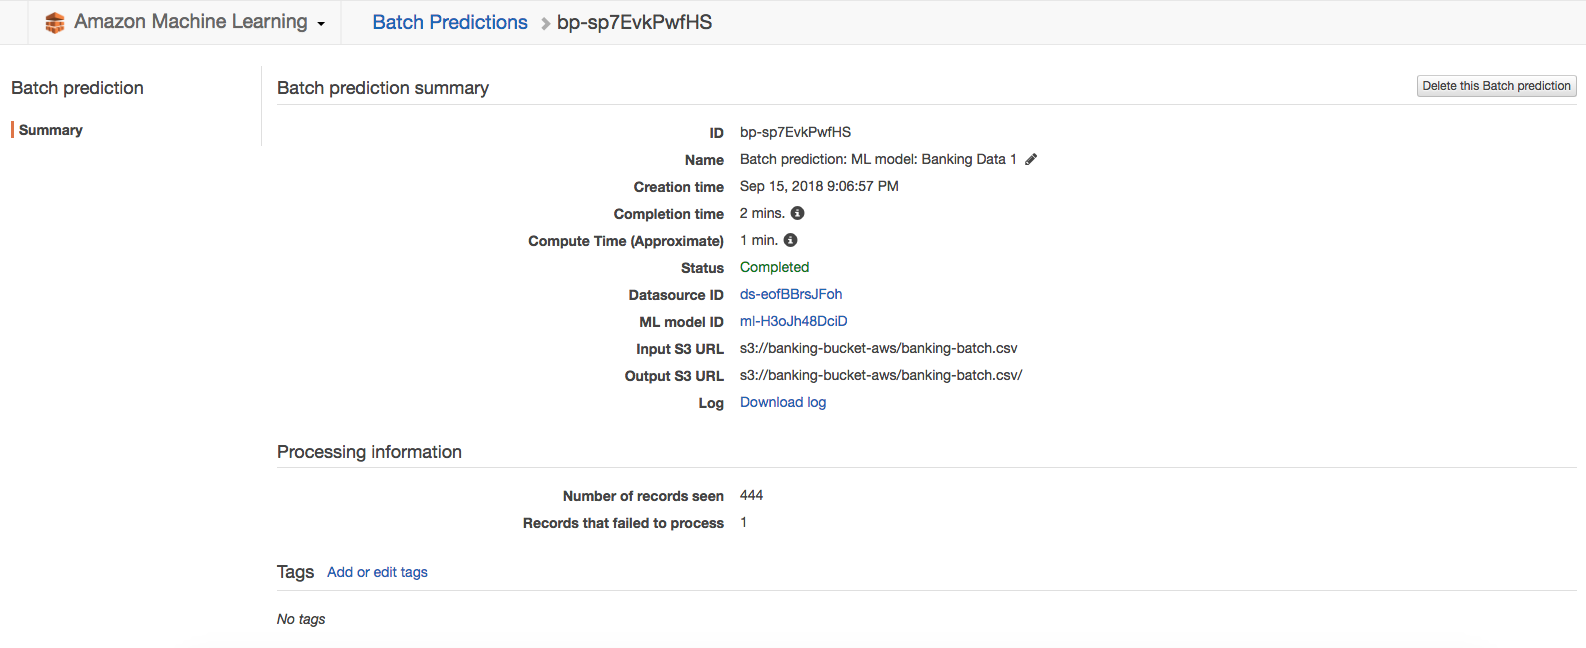 Amazon Machine Learning
Batch Predictions > bp-sp7EvkPwfHS
Batch prediction
Summary
Batch prediction summary
Delete this Batch prediction
ID bp-sp7EvkPwfHS
Name Batch prediction: ML model: Banking Data 1
Creation time Sep 15, 2018 9:06:57 PM
Completion time 2 mins.
Compute Time (Approximate) 1 min.
Status Completed
Datasource ID ds-eofBBrsJFoh
ML model ID ml-H3oJh48DciD
Input S3 URL s3://banking-bucket-aws/banking-batch.csv
Output S3 URL s3://banking-bucket-aws/banking-batch.csv/
Log Download log
Processing information
Number of records seen 444
Records that failed to process 1
Tags Add or edit tags
No tags